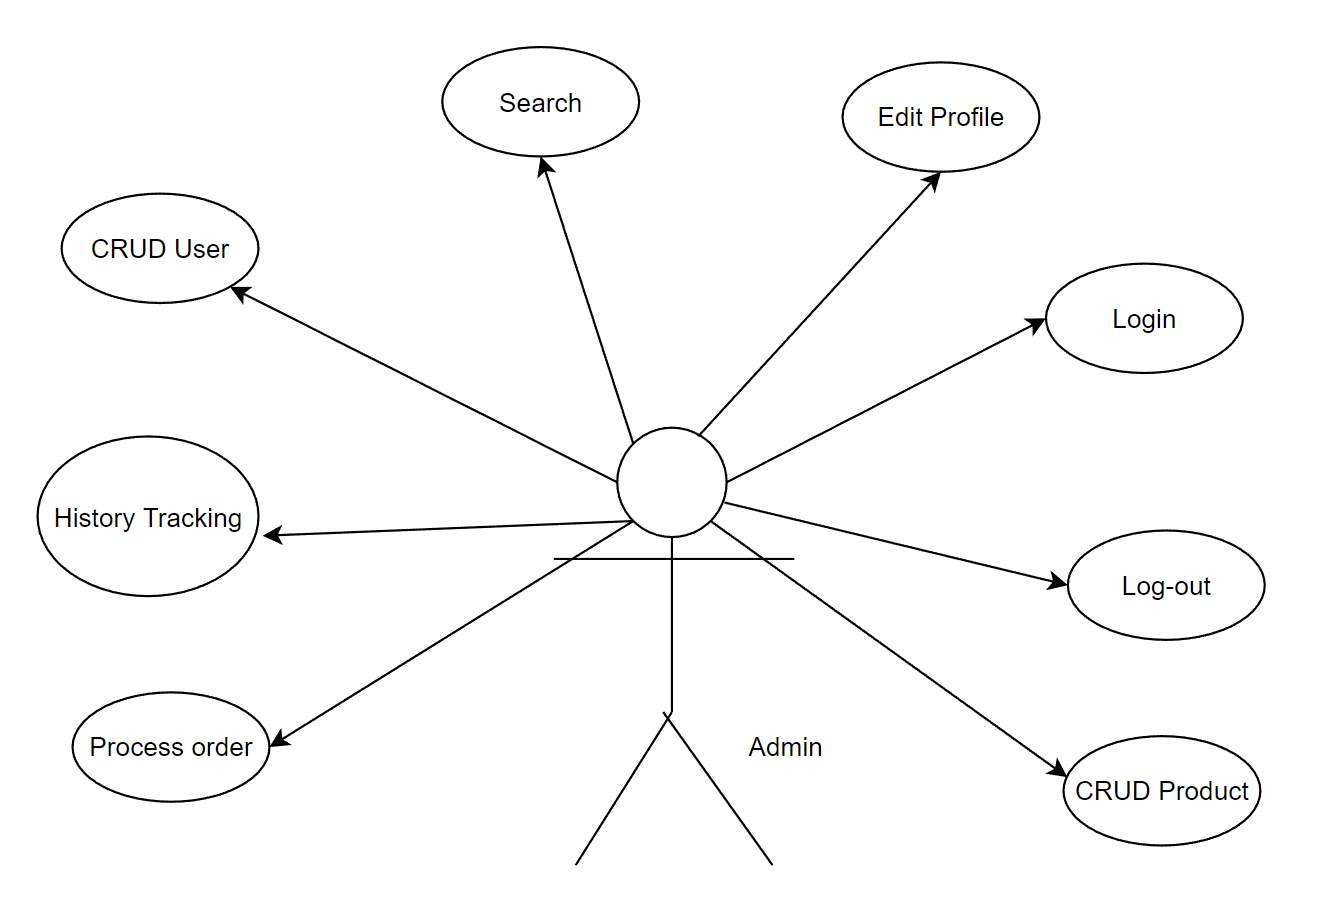 Search
Edit Profile
CRUD User
Login
History Tracking
Log-out
Process order
Admin
CRUD Product